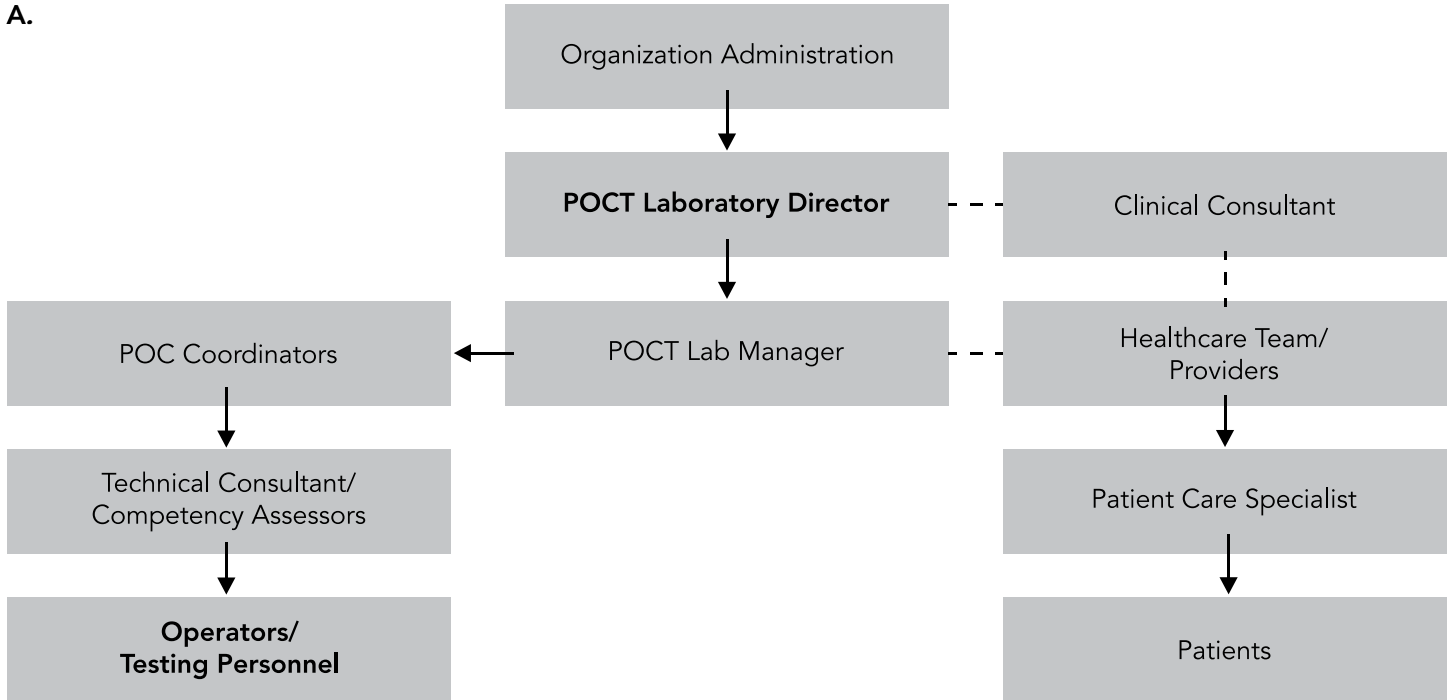 A.
Organization Administration
POCT Laboratory Director
Clinical Consultant
POC Coordinators
POCT Lab Manager
Healthcare Team/
Providers
Technical Consultant/
Competency Assessors
Patient Care Specialist
Operators/
Testing Personnel
Patients